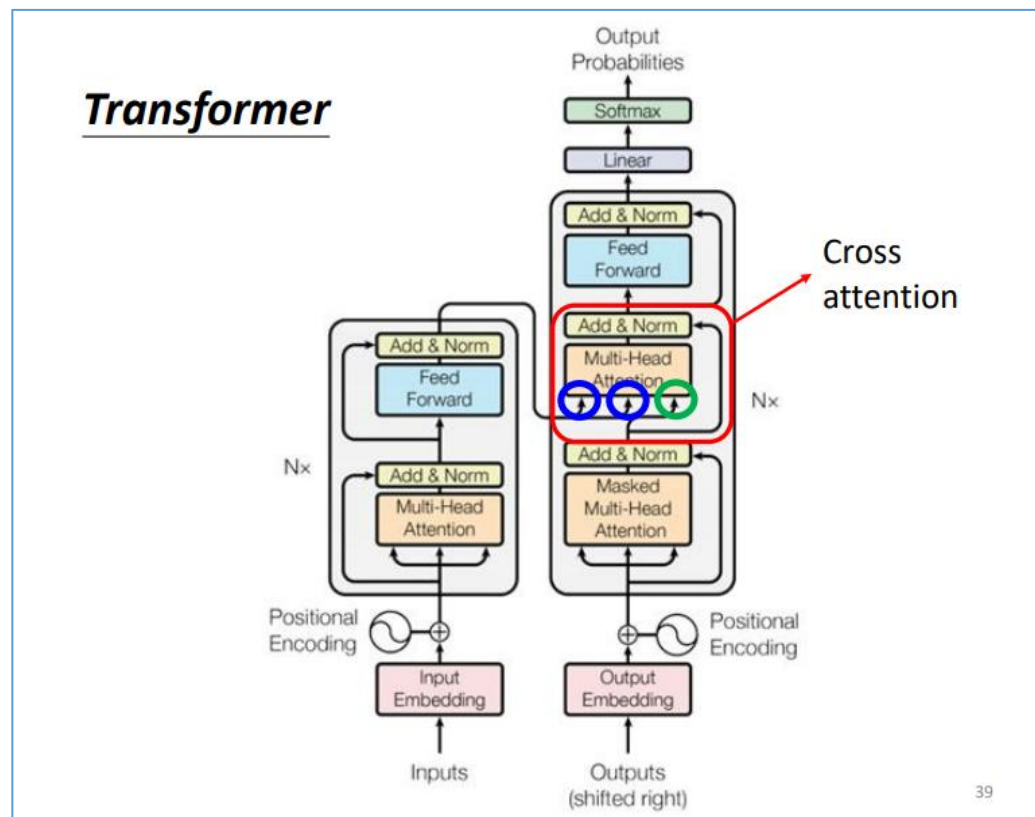 Transformer
Output
Probabilities
Softmax
Linear
Add & Norm
Feed
Forward
Cross
attention
Add & Norm
Multi-Head
Attention
Nx
Add & Norm
Masked
Multi-Head
Attention
Add & Norm
Feed
Forward
Nx
Add & Norm
Multi-Head
Attention
Positional
Encoding
Positional
Encoding
Input
Embedding
Output
Embedding
Inputs
Outputs
(shifted right)
39